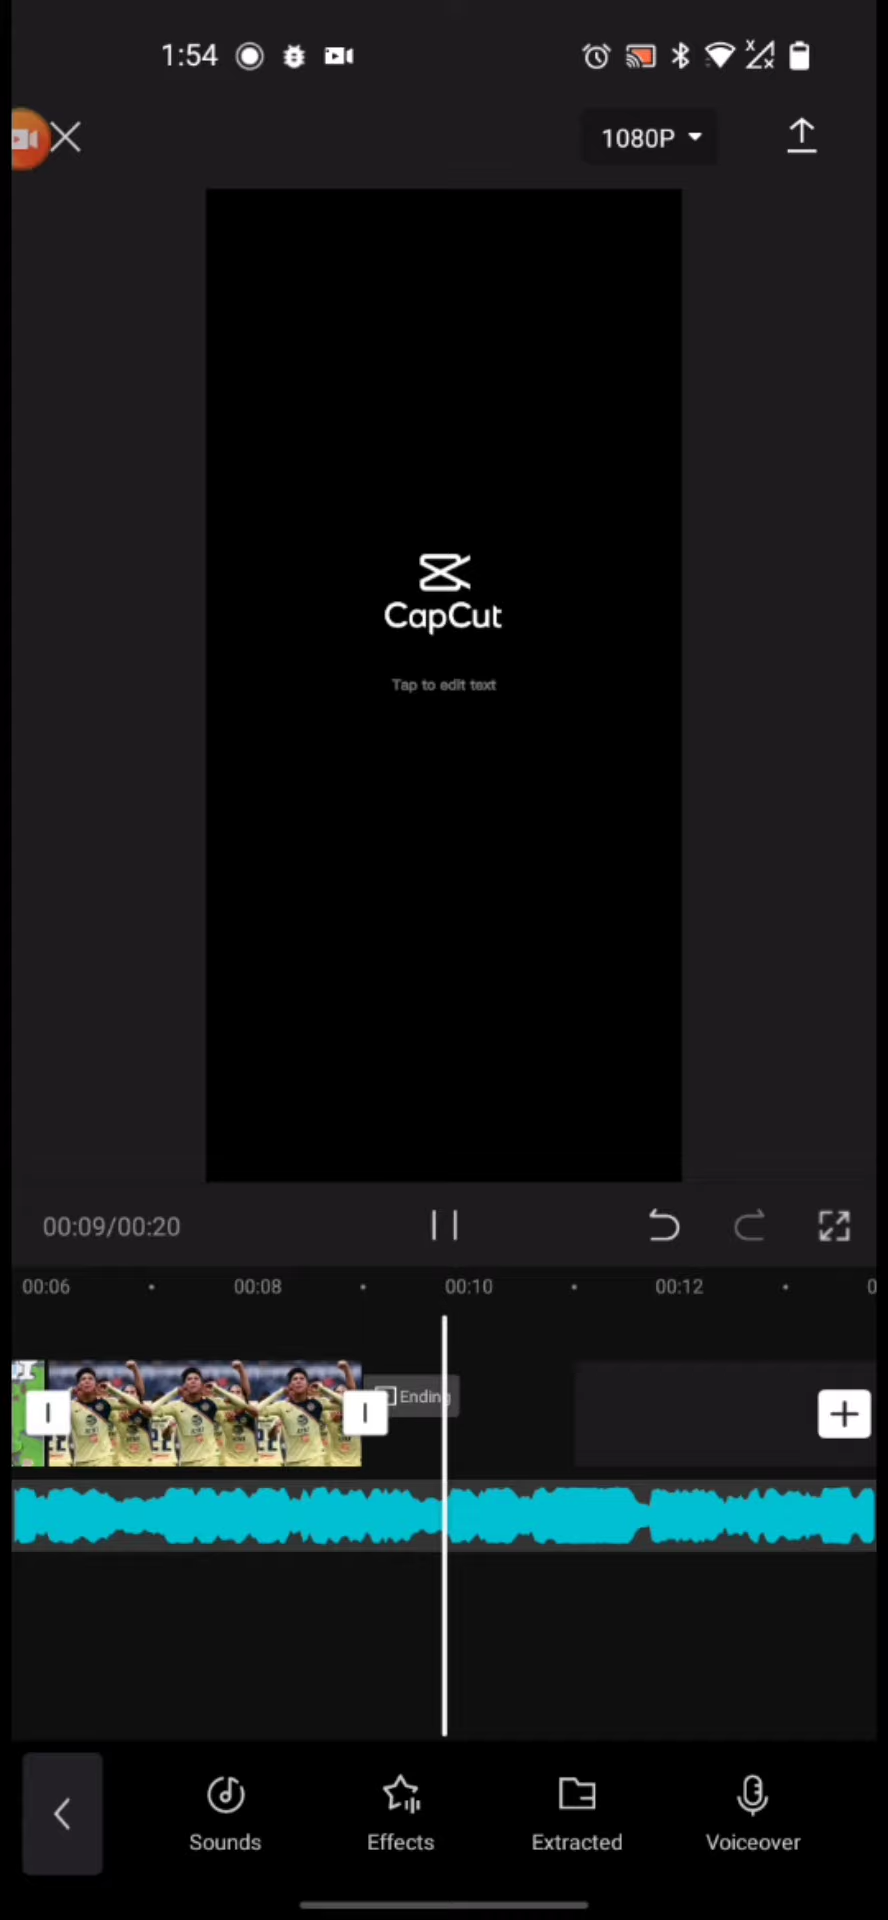 1:54
1080P
CapCut
Tap to edit text
00:09/00:20
00:06
00:08
00:10
00:12
Ending
Sounds
Effects
Extracted
Voiceover